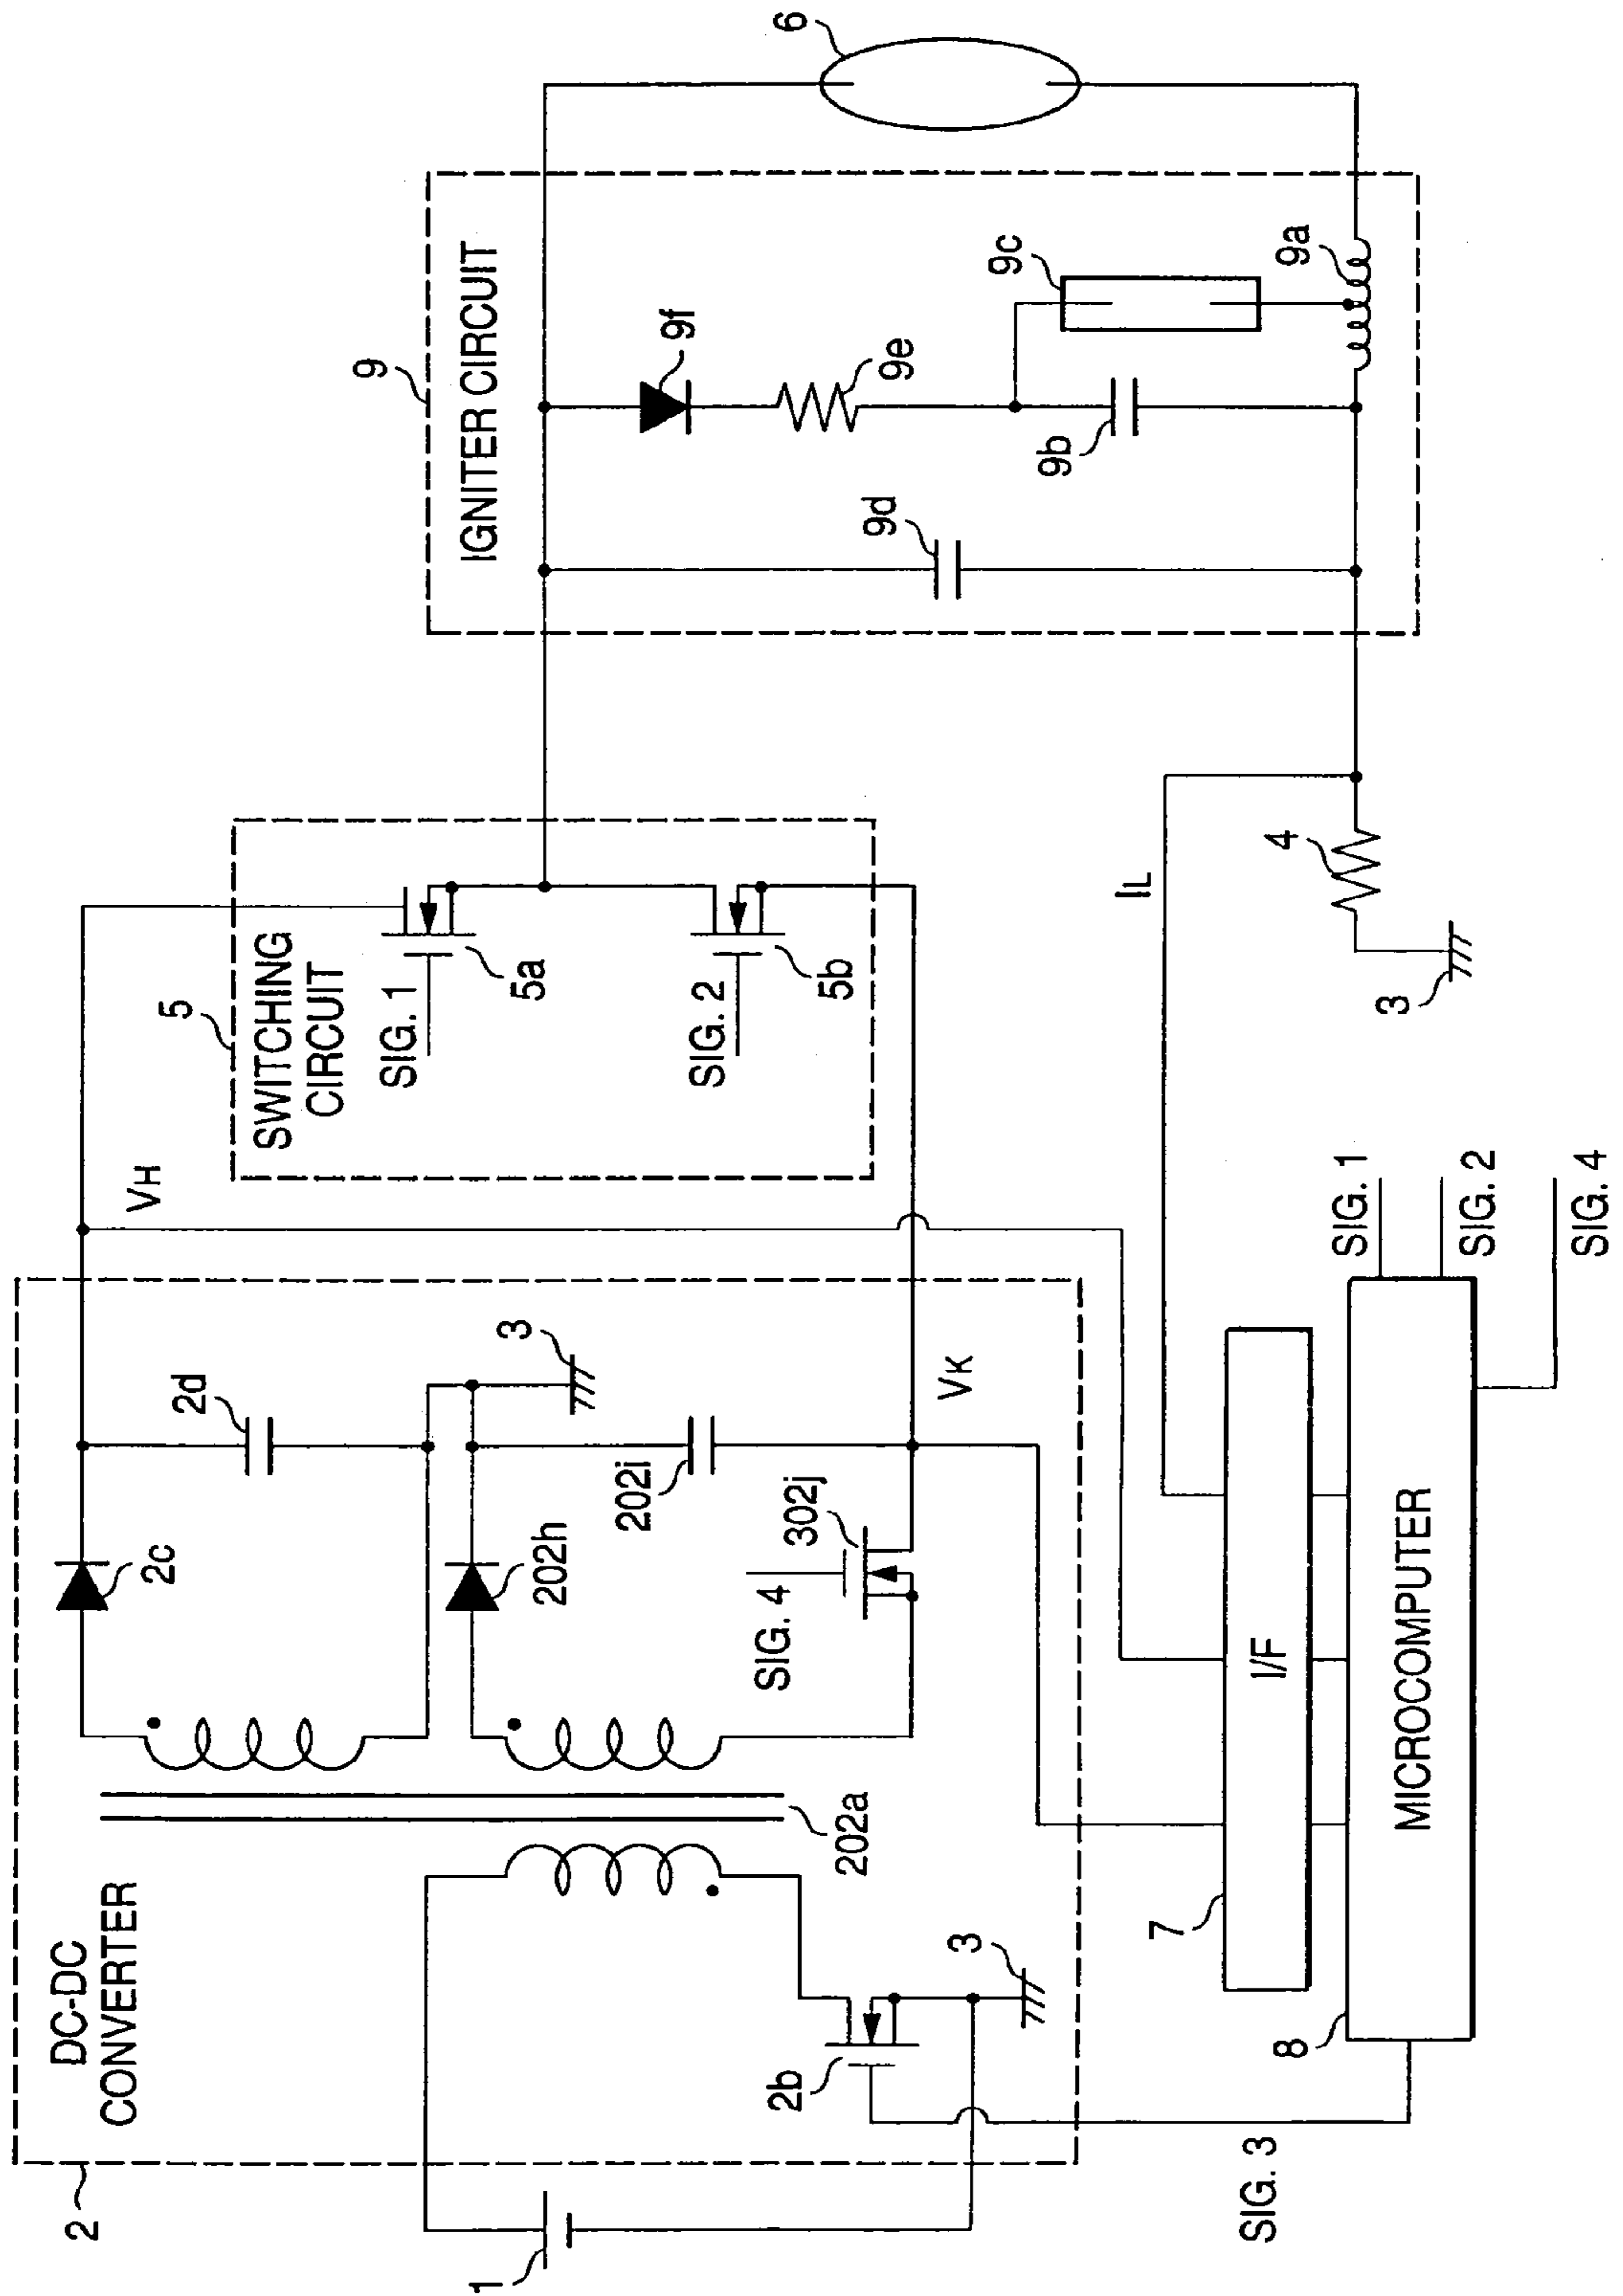 2
DC-DC
CONVERTER
1
2b
3
202a
2c
2d
202h
202i
3
SIG. 4
302j
VH
VK
5
SWITCHING
CIRCUIT
SIG. 1
5a
SIG. 2
5b
9
IGNITER CIRCUIT
9f
9e
9d
9b
9c
9a
6
IL
4
3
SIG. 3
7
I/F
8
MICROCOMPUTER
SIG. 1
SIG. 2
SIG. 4